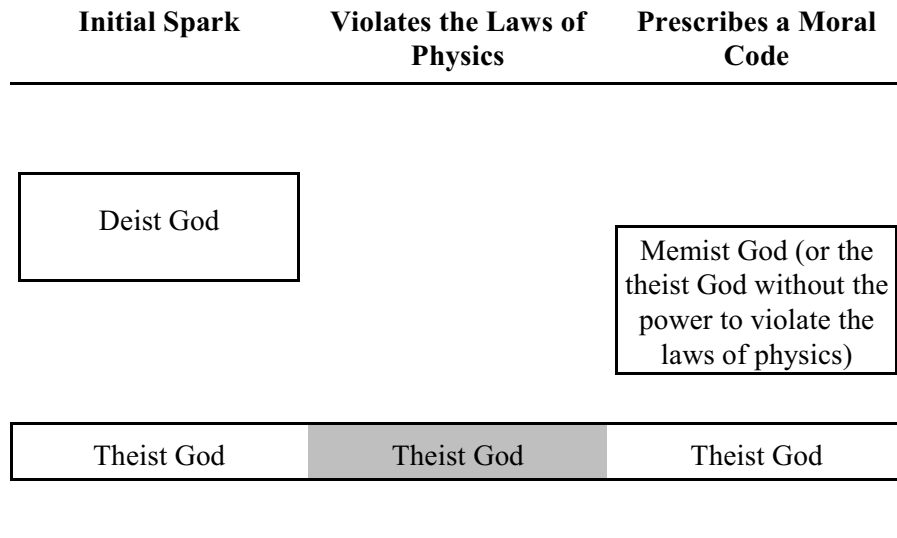 Initial Spark
Violates the Laws of
Physics
Prescribes a Moral
Code
Deist God
Memist God (or the
theist God without the
power to violate the
laws of physics)
Theist God
Theist God
Theist God